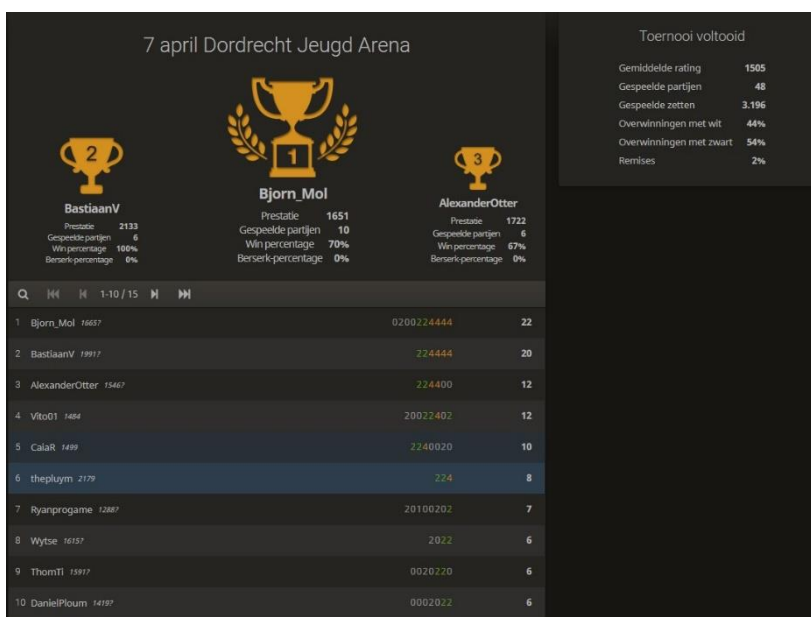 7 april Dordrecht Jeugd Arena
2
1
3
BastiaanV
Prestatie 2133
Gespeelde partijen 6
Win percentage 100%
Berserk-percentage 0%
Bjorn_Mol
Prestatie 1651
Gespeelde partijen 10
Win percentage 70%
Berserk-percentage 0%
AlexanderOtter
Prestatie 1722
Gespeelde partijen 6
Win percentage 67%
Berserk-percentage 0%
1-10 / 15
1 Bjorn_Mol 1665? 0200224444 22
2 BastiaanV 1991? 224444 20
3 AlexanderOtter 1546? 224400 12
4 Vito01 1484 20022402 12
5 CaiaR 1499 2240020 10
6 thepluym 2179 224 8
7 Ryanprogame 1288? 20100202 7
8 Wytse 1615? 2022 6
9 ThomTi 1591? 0020220 6
10 DanielPloum 1419? 0002022 6
Toernooi voltooid
Gemiddelde rating 1505
Gespeelde partijen 48
Gespeelde zetten 3.196
Overwinningen met wit 44%
Overwinningen met zwart 54%
Remises 2%